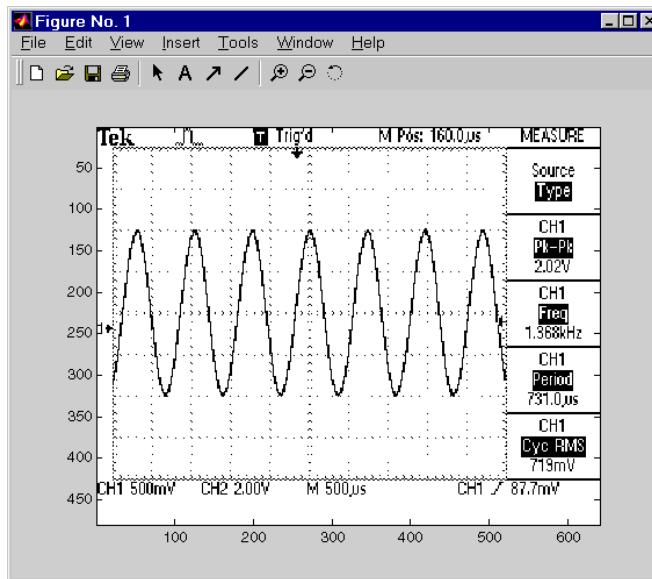 Figure No. 1
File Edit View Insert Tools Window Help
A
Tek T Trig'd M Pos: 160.0µs MEASURE
Source
Type
CH1
Pk-Pk
2.02V
CH1
Freq
1.368kHz
CH1
Period
731.0µs
CH1
Cyc RMS
719mV
1
CH1 500mV CH2 2.00V M 500µs CH1 87.7mV
50
100
150
200
250
300
350
400
450
100 200 300 400 500 600